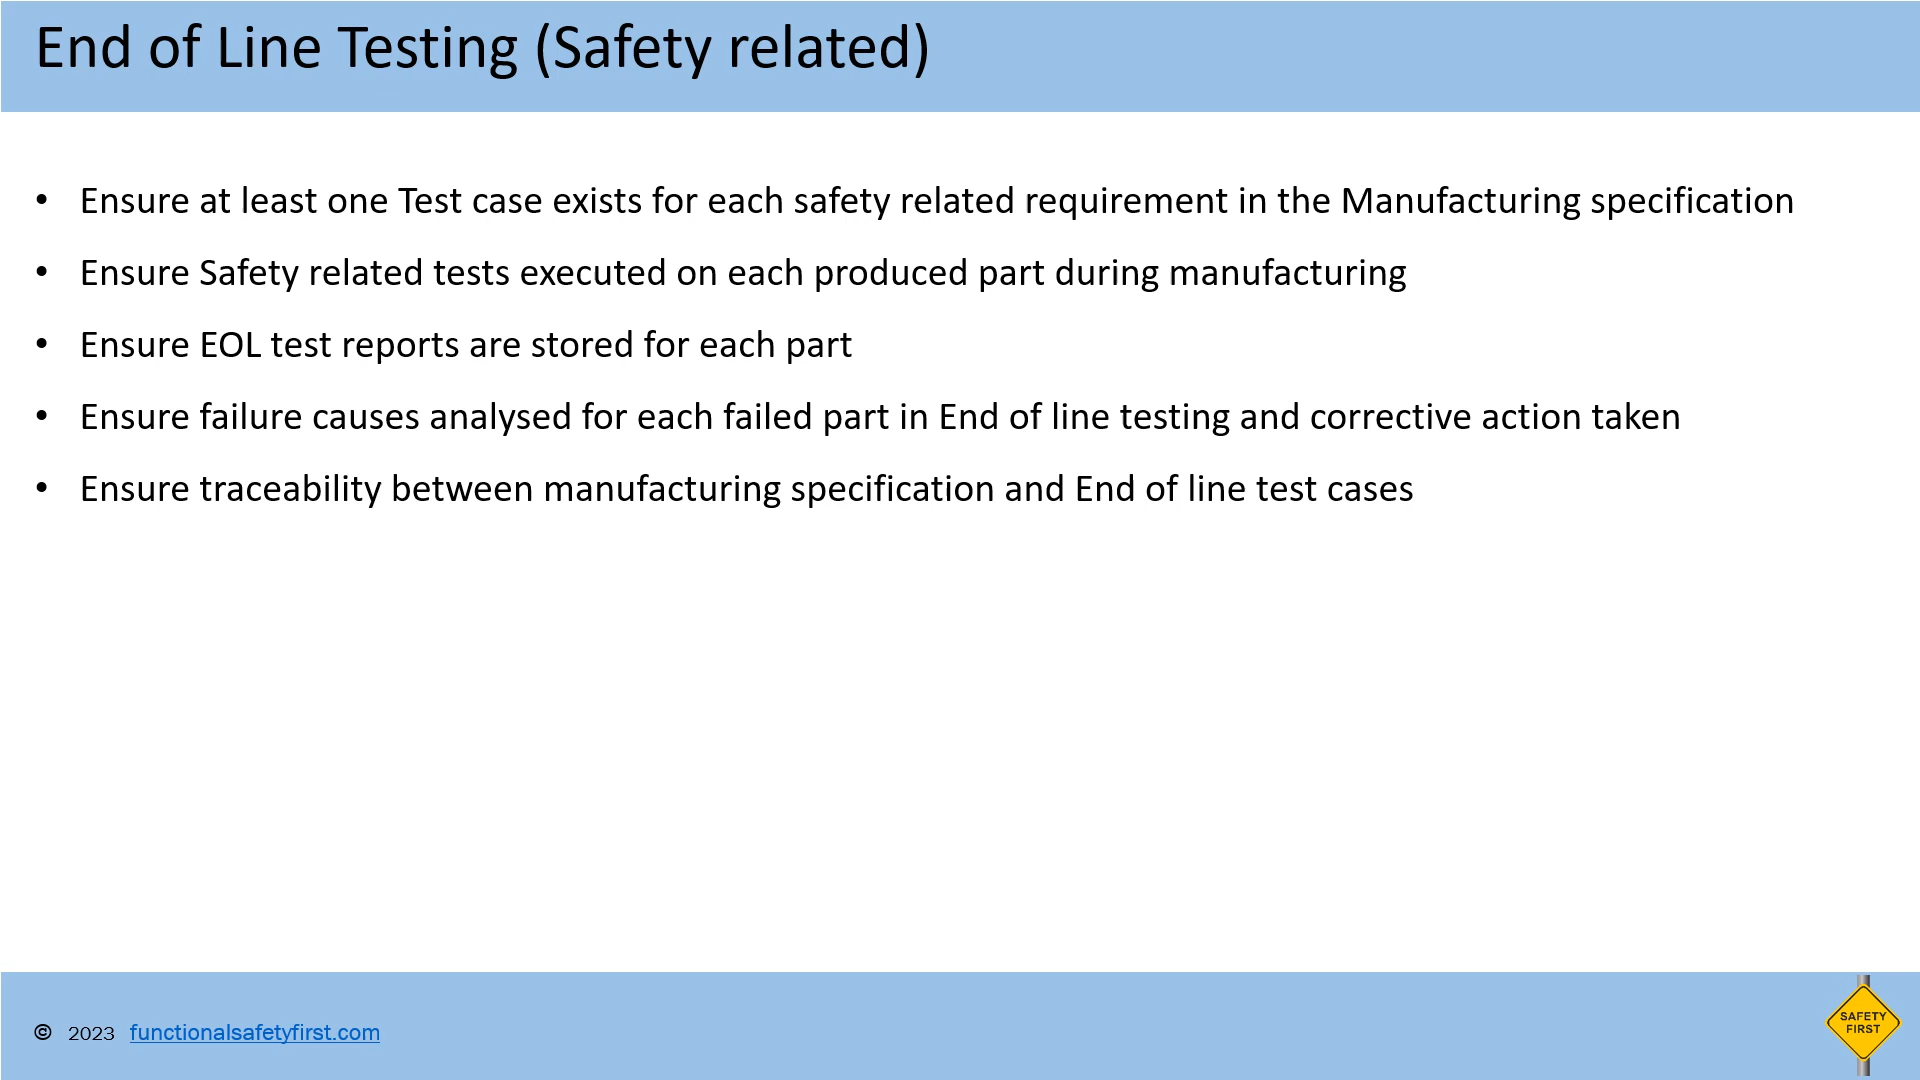 End of Line Testing (Safety related)
• Ensure at least one Test case exists for each safety related requirement in the Manufacturing specification
• Ensure Safety related tests executed on each produced part during manufacturing
• Ensure EOL test reports are stored for each part
• Ensure failure causes analysed for each failed part in End of line testing and corrective action taken
• Ensure traceability between manufacturing specification and End of line test cases
© 2023 functionalsafetyfirst.com
SAFETY
FIRST